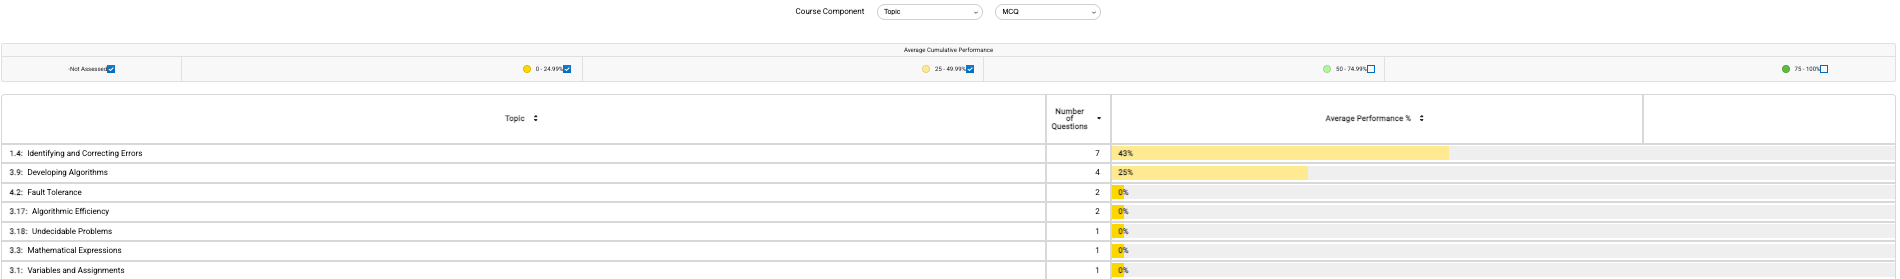 Course Component Topic MCQ
Average Cumulative Performance
-Not Assessed 0 - 24.99% 25 - 49.99% 50 - 74.99% 75 - 100%
Topic Number of Questions Average Performance %
1.4: Identifying and Correcting Errors 7 43%
3.9: Developing Algorithms 4 25%
4.2: Fault Tolerance 2 0%
3.17: Algorithmic Efficiency 2 0%
3.18: Undecidable Problems 1 0%
3.3: Mathematical Expressions 1 0%
3.1: Variables and Assignments 1 0%